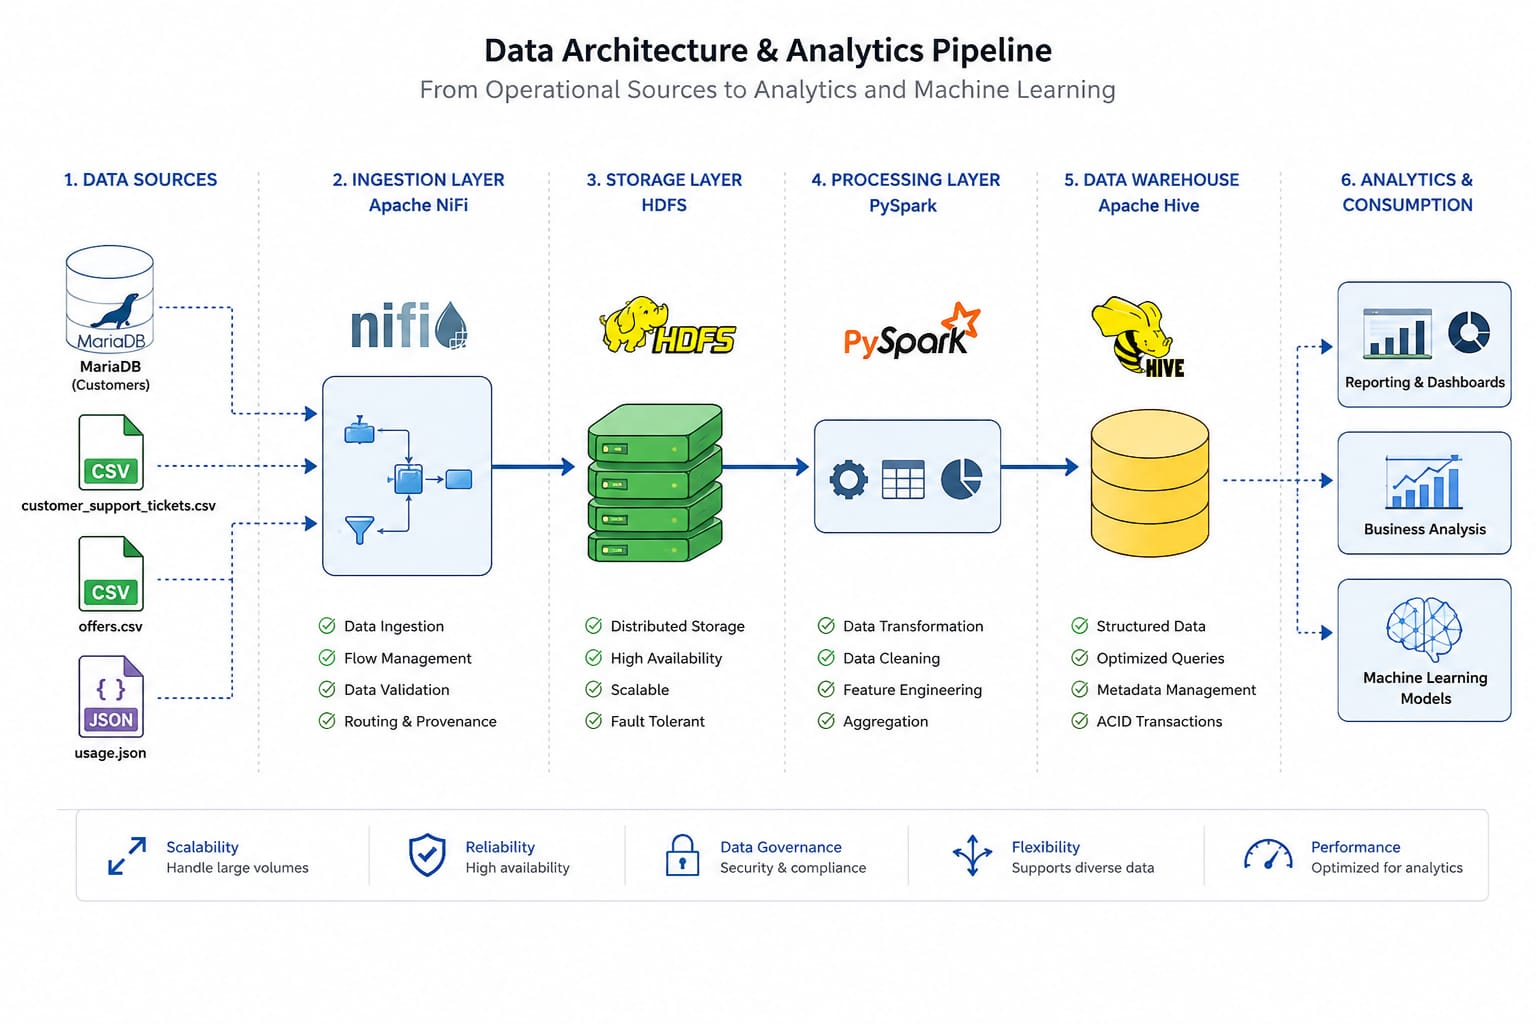 Data Architecture & Analytics Pipeline
From Operational Sources to Analytics and Machine Learning
1. DATA SOURCES
MariaDB
MariaDB
(Customers)
CSV
customer_support_tickets.csv
CSV
offers.csv
{ }
JSON
usage.json
2. INGESTION LAYER
Apache NiFi
nifi
Data Ingestion
Flow Management
Data Validation
Routing & Provenance
3. STORAGE LAYER
HDFS
HDFS
Distributed Storage
High Availability
Scalable
Fault Tolerant
4. PROCESSING LAYER
PySpark
PySpark
Data Transformation
Data Cleaning
Feature Engineering
Aggregation
5. DATA WAREHOUSE
Apache Hive
HIVE
Structured Data
Optimized Queries
Metadata Management
ACID Transactions
6. ANALYTICS &
CONSUMPTION
Reporting & Dashboards
Business Analysis
Machine Learning
Models
Scalability
Handle large volumes
Reliability
High availability
Data Governance
Security & compliance
Flexibility
Supports diverse data
Performance
Optimized for analytics